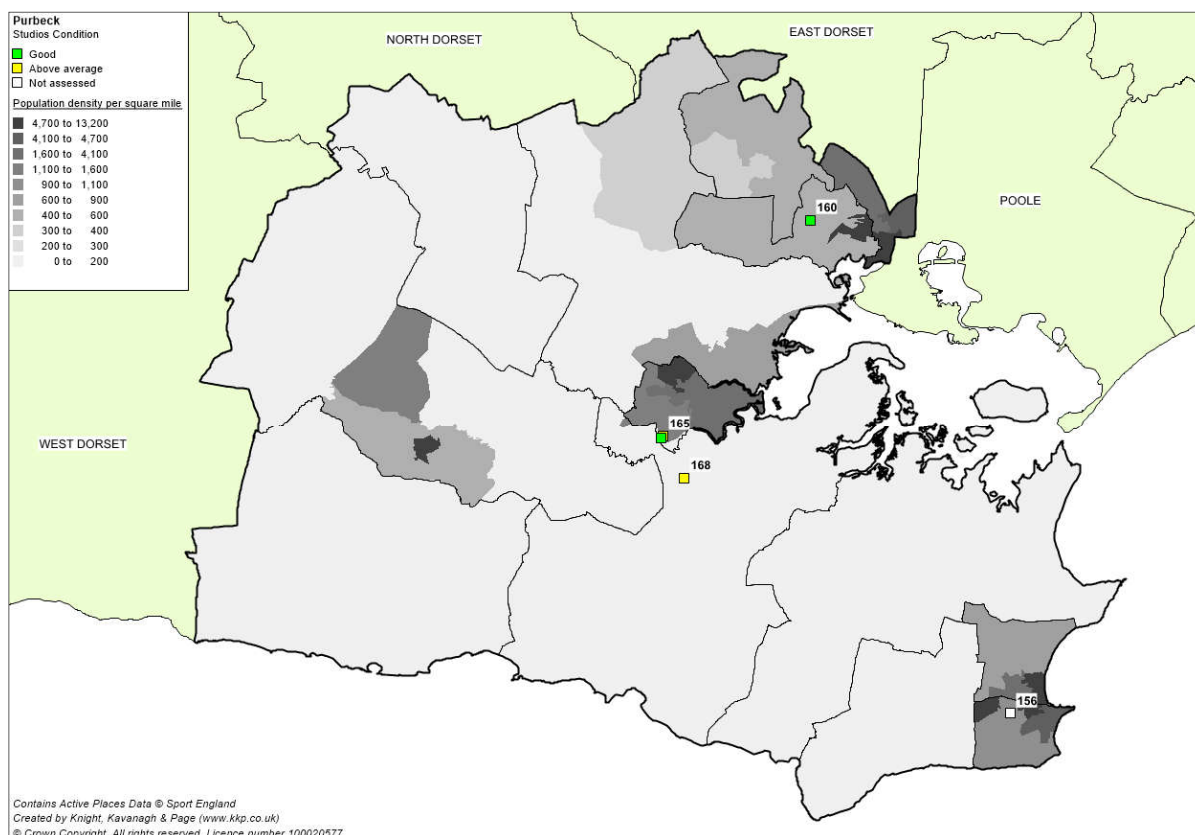 Purbeck
Studios Condition
Good
Above average
Not assessed
Population density per square mile
4,700 to 13,200
4,100 to 4,700
1,600 to 4,100
1,100 to 1,600
900 to 1,100
600 to 900
400 to 600
300 to 400
200 to 300
0 to 200
NORTH DORSET
EAST DORSET
POOLE
WEST DORSET
160
165
168
156
Contains Active Places Data © Sport England
Created by Knight, Kavanagh & Page (www.kkp.co.uk)
© Crown Copyright. All rights reserved. Licence number 100020577